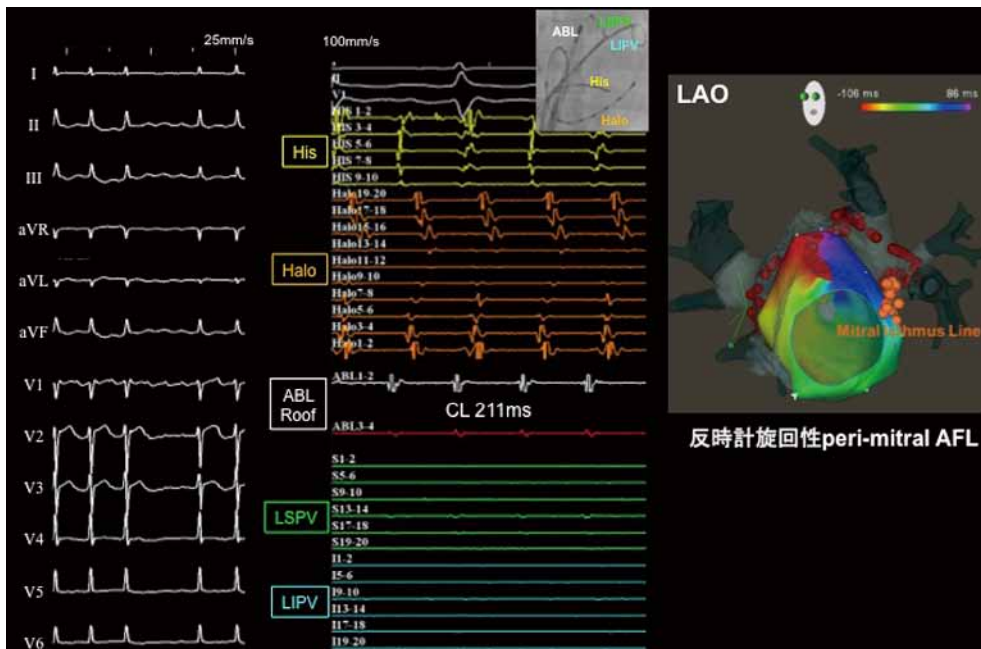 25mm/s
I
II
III
aVR
aVL
aVF
V1
V2
V3
V4
V5
V6
100mm/s
II
V1
HIS 1-2
HIS 3-4
HIS 5-6
HIS 7-8
HIS 9-10
His
Halo19-20
Halo17-18
Halo15-16
Halo13-14
Halo11-12
Halo9-10
Halo7-8
Halo5-6
Halo3-4
Halo1-2
Halo
ABL1-2
ABL
Roof
CL 211ms
ABL3-4
S1-2
S5-6
S9-10
S13-14
S17-18
S19-20
LSPV
I1-2
I5-6
I9-10
I13-14
I17-18
I19-20
LIPV
LSPV
ABL
LIPV
His
Halo
LAO
-106 ms
86 ms
Mitral Isthmus Line
反時計旋回性peri-mitral AFL